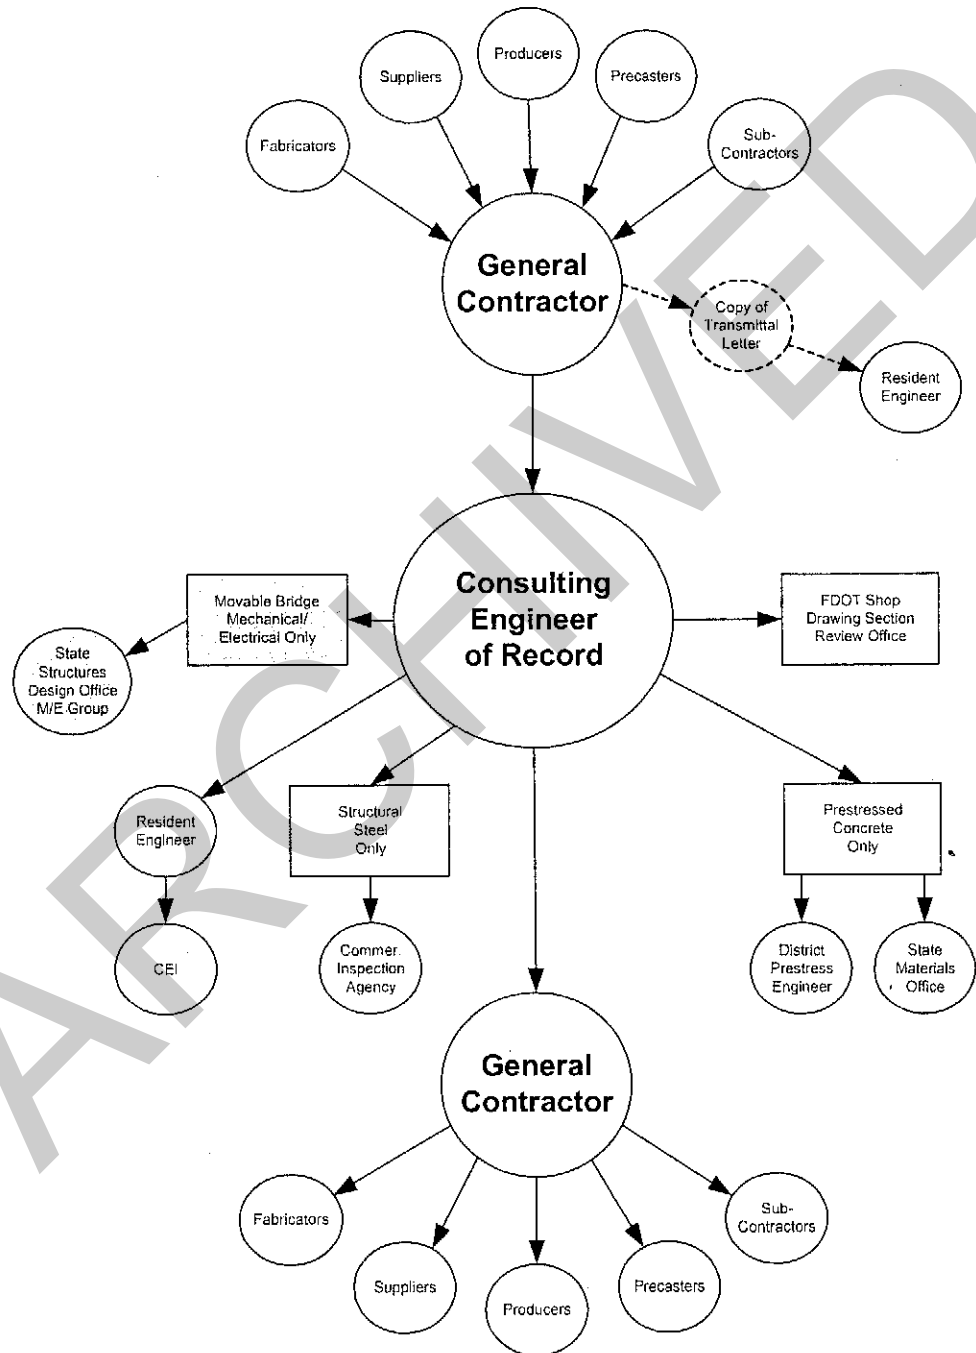 Producers
Suppliers
Precasters
Fabricators
Sub-
Contractors
General
Contractor
Copy of
Transmittal
Letter
Resident
Engineer
Consulting
Engineer
of Record
Movable Bridge
Mechanical/
Electrical Only
FDOT Shop
Drawing Section
Review Office
State
Structures
Design Office
M/E Group
Resident
Engineer
Structural
Steel
Only
Prestressed
Concrete
Only
CEI
Commer.
Inspection
Agency
District
Prestress
Engineer
State
Materials
Office
General
Contractor
Fabricators
Sub-
Contractors
Suppliers
Precasters
Producers
ARCHIVED